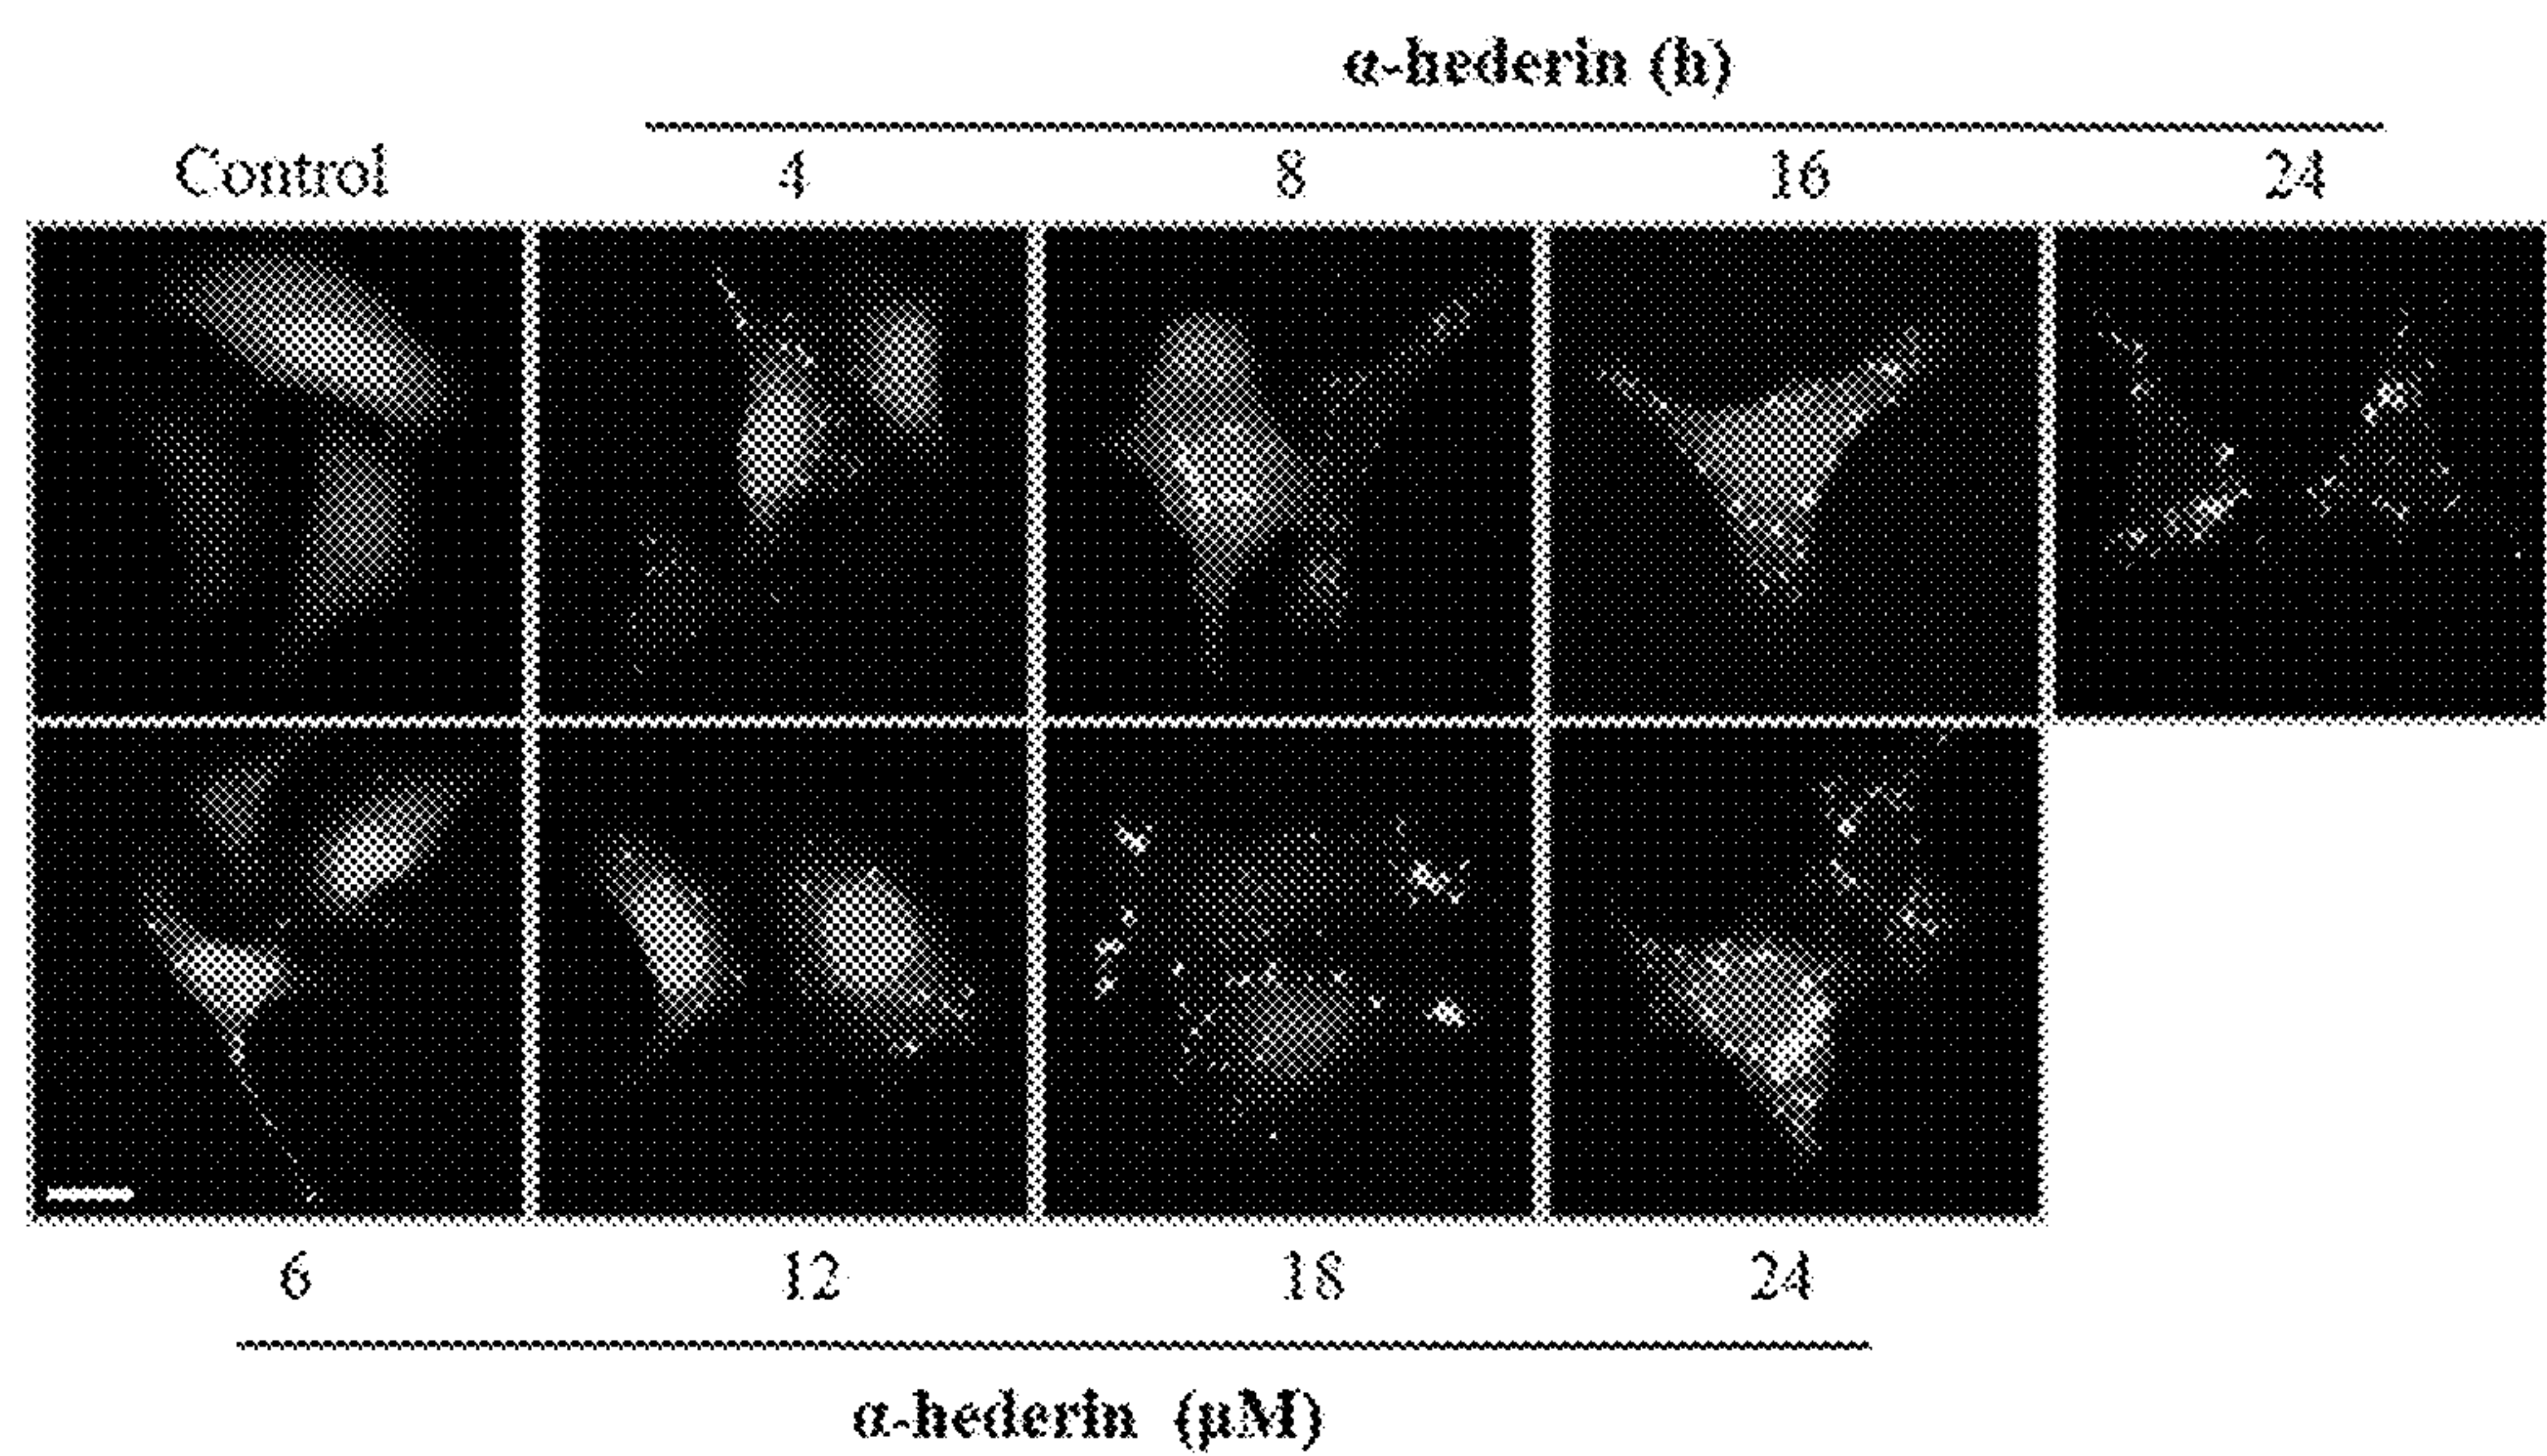 α-hederin (h)
Control 4 8 16 24
6 12 18 24
α-hederin (μM)